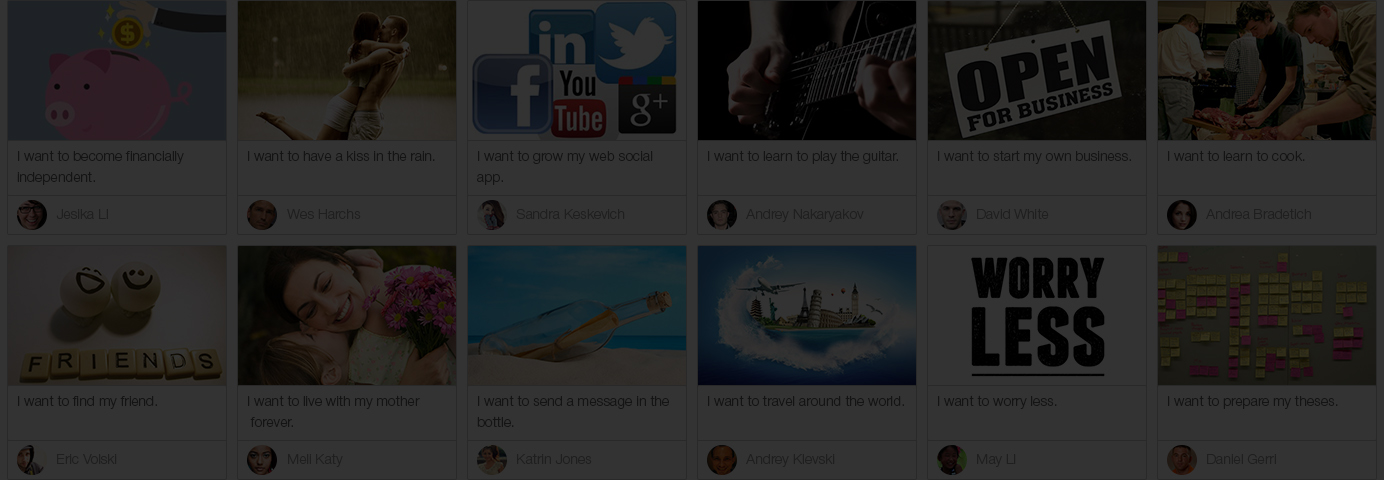 $
in
f
You
Tube
g+
OPEN
FOR BUSINESS
I want to become financially
independent.
I want to have a kiss in the rain.
I want to grow my web social
app.
I want to learn to play the guitar.
I want to start my own business.
I want to learn to cook.
Jesika Li
Wes Harchs
Sandra Keskevich
Andrey Nakaryakov
David White
Andrea Bradetich
FRIENDS
WORRY
LESS
I want to find my friend.
I want to live with my mother
forever.
I want to send a message in the
bottle.
I want to travel around the world.
I want to worry less.
I want to prepare my theses.
Eric Volski
Meli Katy
Katrin Jones
Andrey Kievski
May Li
Daniel Gerri